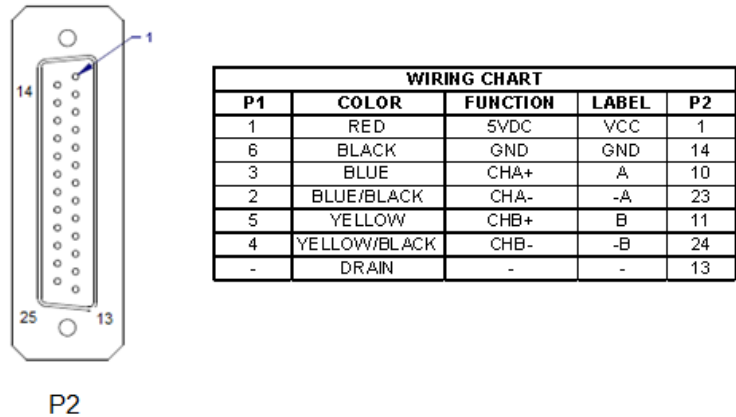 1
14
25
13
P2
WIRING CHART
P1 COLOR FUNCTION LABEL P2
1 RED 5VDC VCC 1
6 BLACK GND GND 14
3 BLUE CHA+ A 10
2 BLUE/BLACK CHA- -A 23
5 YELLOW CHB+ B 11
4 YELLOW/BLACK CHB- -B 24
- DRAIN - - 13